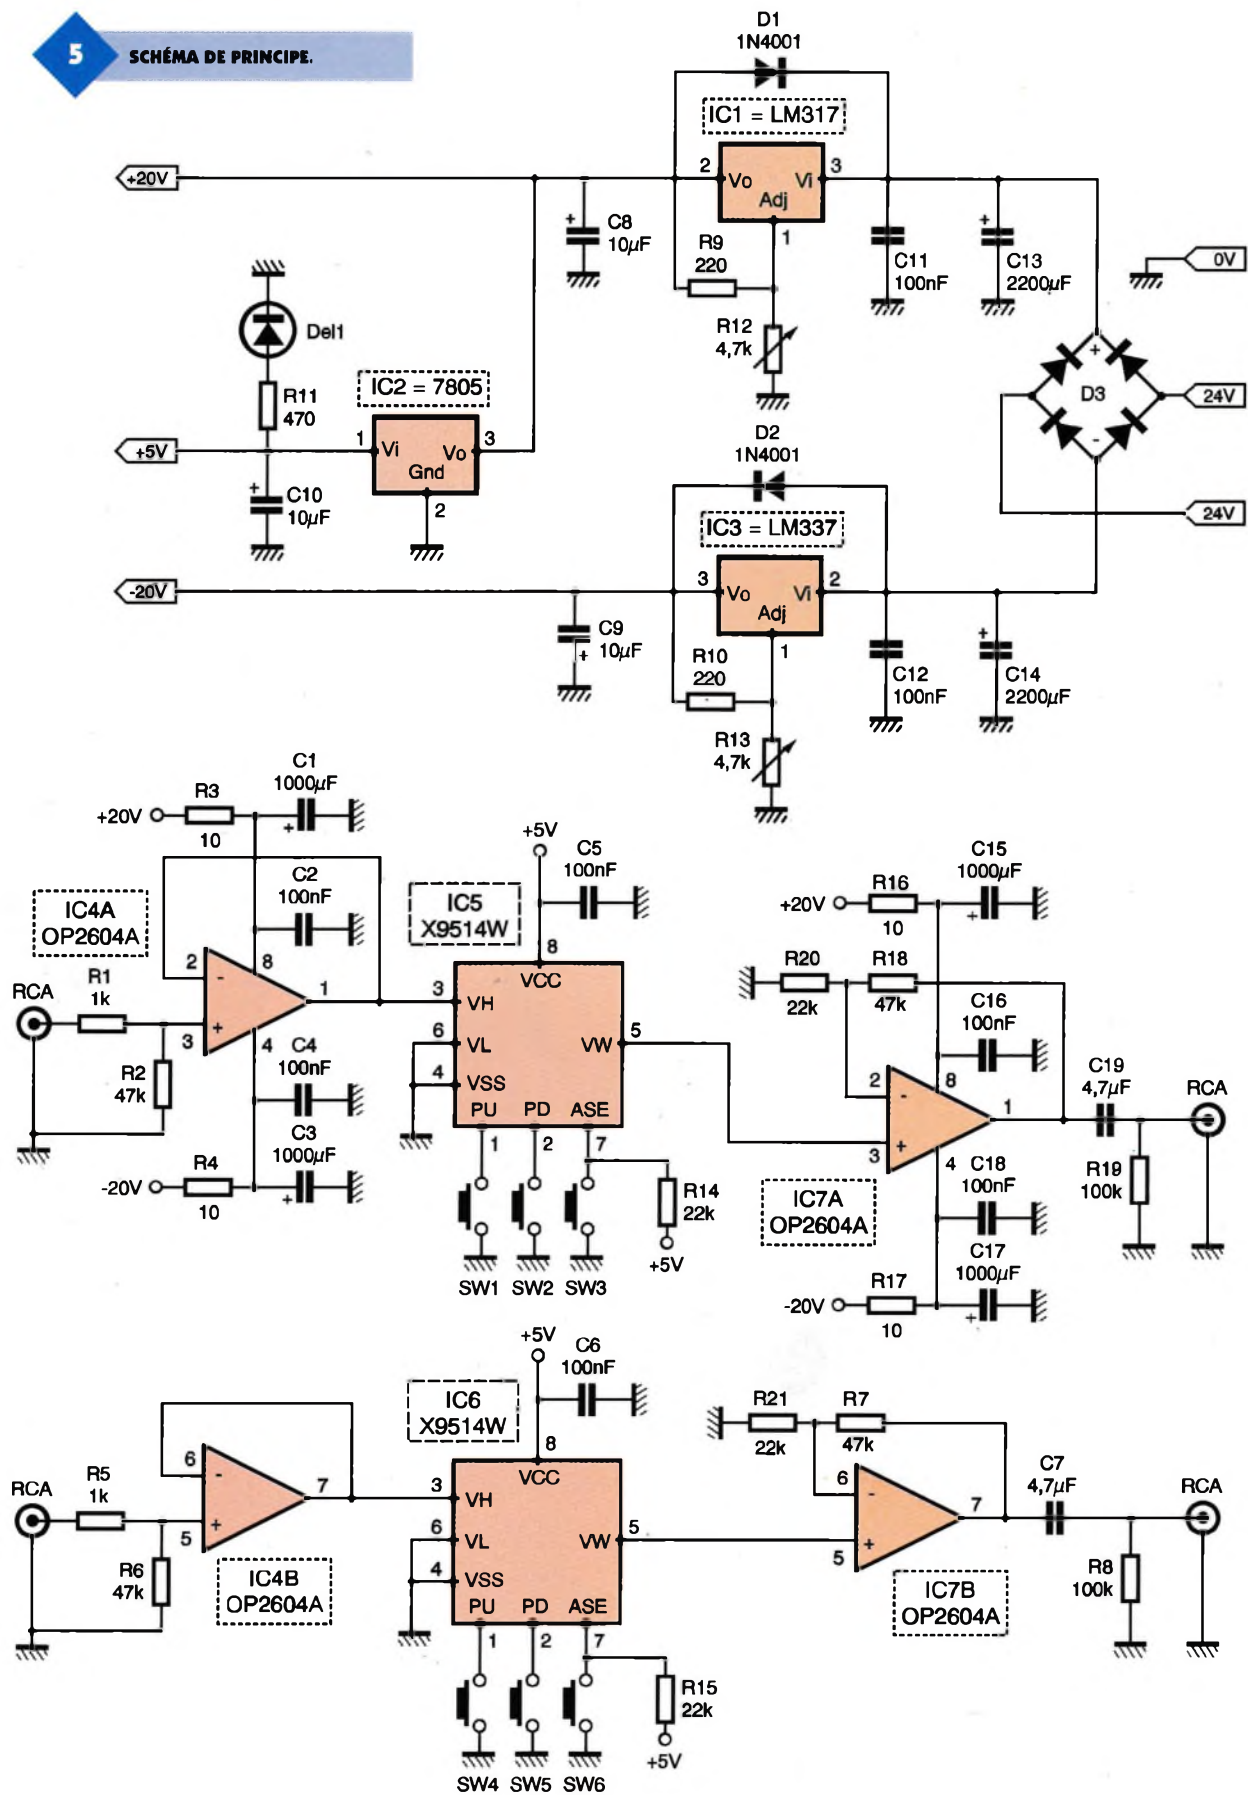 5
SCHÉMA DE PRINCIPE.
D1
1N4001
IC1 = LM317
+20V
2
Vo
Vi
3
Adj
1
C8
+
10µF
R9
220
R12
4,7k
C11
100nF
+
C13
2200µF
0V
+
D3
-
24V
24V
Del1
R11
470
IC2 = 7805
+5V
1
Vi
Vo
3
Gnd
2
+
C10
10µF
D2
1N4001
IC3 = LM337
-20V
3
Vo
Vi
2
Adj
1
C9
10µF
+
R10
220
R13
4,7k
C12
100nF
+
C14
2200µF
C1
1000µF
R3
+20V
10
+
C2
100nF
IC4A
OP2604A
2
-
8
RCA
R1
1k
1
+
3
4
R2
47k
C4
100nF
C3
1000µF
R4
-20V
10
+
+5V
C5
100nF
IC5
X9514W
8
VCC
3
VH
6
VL
VW
5
4
VSS
PU
PD
ASE
1
2
7
R14
22k
+5V
SW1
SW2
SW3
C15
1000µF
R16
+20V
10
+
R20
22k
R18
47k
C16
100nF
2
-
8
1
C19
4,7µF
RCA
+
3
4
IC7A
OP2604A
C18
100nF
R19
100k
C17
1000µF
R17
-20V
10
+
+5V
C6
100nF
IC6
X9514W
8
VCC
RCA
R5
1k
6
-
7
+
5
R6
47k
IC4B
OP2604A
3
VH
6
VL
VW
5
4
VSS
PU
PD
ASE
1
2
7
R15
22k
+5V
SW4
SW5
SW6
R21
22k
R7
47k
6
-
7
+
5
C7
4,7µF
RCA
R8
100k
IC7B
OP2604A